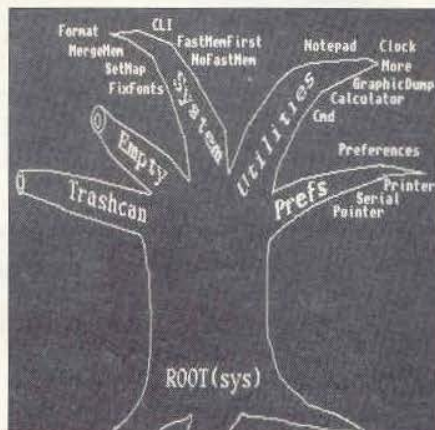 Format
CLI
MergeMem
FastMemFirst
SetMap
NoFastMem
FixFonts
System
Empty
Trashcan
Notepad
Clock
More
GraphicDump
Calculator
Cmd
Utilities
Preferences
Prefs
Printer
Serial
Pointer
ROOT(sys)